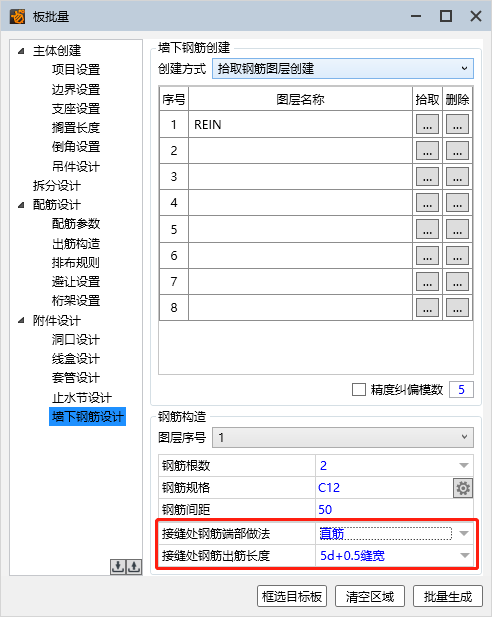 板批量
主体创建
项目设置
边界设置
支座设置
搁置长度
倒角设置
吊件设计
拆分设计
配筋设计
配筋参数
出筋构造
排布规则
避让设置
桁架设置
附件设计
洞口设计
线盒设计
套管设计
止水节设计
墙下钢筋设计
墙下钢筋创建
创建方式 拾取钢筋图层创建
序号 图层名称 拾取 删除
1 REIN ... ...
2 ... ...
3 ... ...
4 ... ...
5 ... ...
6 ... ...
7 ... ...
8 ... ...
精度纠偏模数 5
钢筋构造
图层序号 1
钢筋根数 2
钢筋规格 C12
钢筋间距 50
接缝处钢筋端部做法 直筋
接缝处钢筋出筋长度 5d+0.5缝宽
框选目标板 清空区域 批量生成